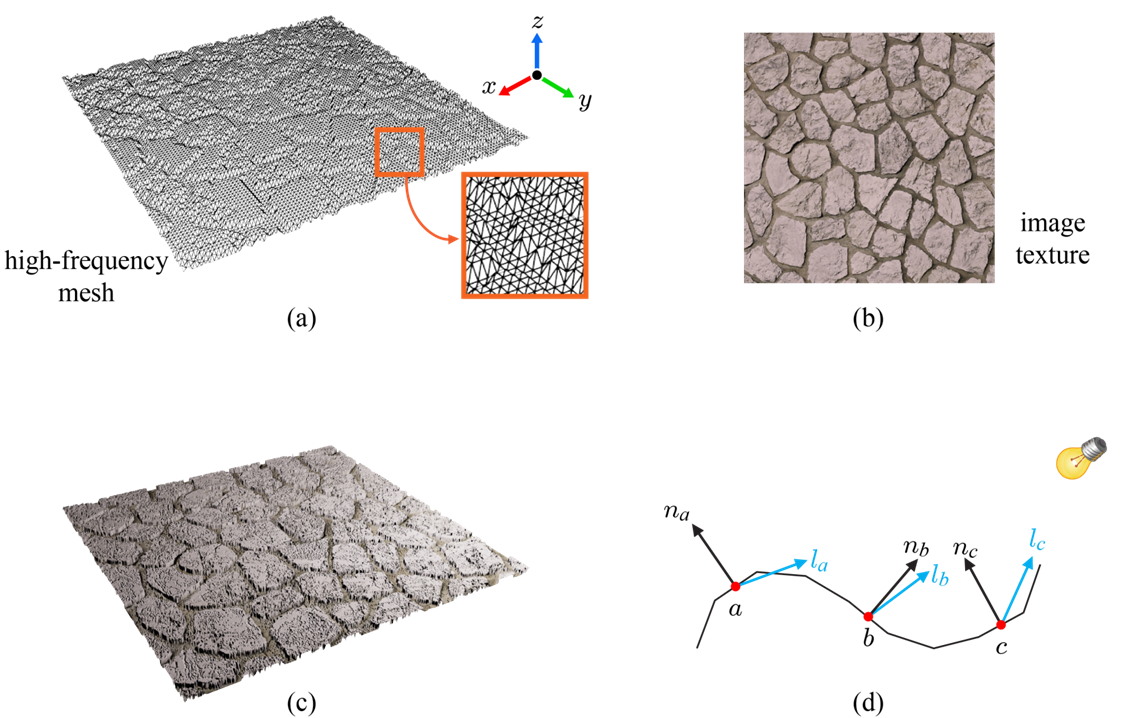 z
x
y
high-frequency
mesh
(a)
image
texture
(b)
(c)
n_a
l_a
a
n_b
l_b
b
n_c
l_c
c
(d)